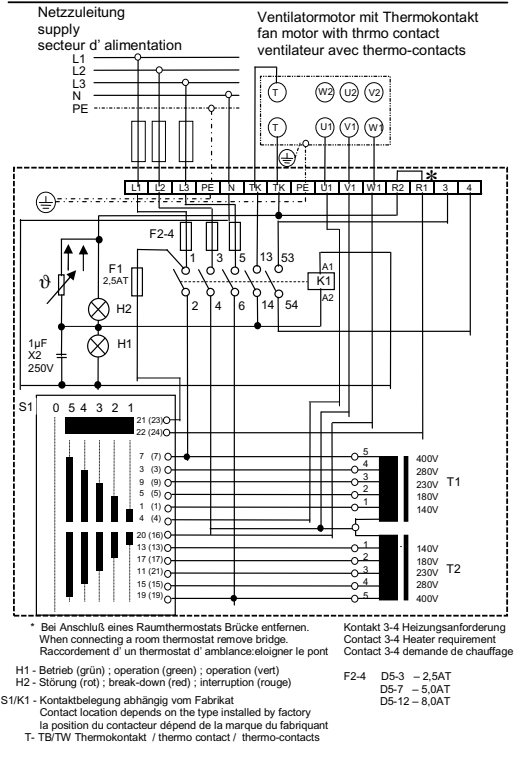 Netzzuleitung
supply
secteur d' alimentation
Ventilatormotor mit Thermokontakt
fan motor with thrmo contact
ventilateur avec thermo-contacts
L1
L2
L3
N
PE
T W2 U2 V2
T U1 V1 W1
L1 L2 L3 PE N TK TK PE U1 V1 W1 R2 R1 3 4
*
F2-4
1 3 5 13 53
ϑ
F1
2,5AT
A1
K1
A2
H2
2 4 6 14 54
1µF
X2
250V
H1
S1 0 5 4 3 2 1
21 (23)
22 (24)
7 (7)
3 (3)
9 (9)
5 (5)
1 (1)
4 (4)
20 (16)
13 (13)
17 (17)
11 (21)
15 (15)
19 (19)
5 400V
4 280V
3 230V T1
2 180V
1 140V
1 140V
2 180V
3 230V T2
4 280V
5 400V
* Bei Anschluß eines Raumthermostats Brücke entfernen.
When connecting a room thermostat remove bridge.
Raccordement d' un thermostat d' amblance:eloigner le pont
Kontakt 3-4 Heizungsanforderung
Contact 3-4 Heater requirement
Contact 3-4 demande de chauffage
H1 - Betrieb (grün) ; operation (green) ; operation (vert)
H2 - Störung (rot) ; break-down (red) ; interruption (rouge)
F2-4 D5-3 – 2,5AT
D5-7 – 5,0AT
D5-12 – 8,0AT
S1/K1 - Kontaktbelegung abhängig vom Fabrikat
Contact location depends on the type installed by factory
la position du contacteur dépend de la marque du fabriquant
T- TB/TW Thermokontakt / thermo contact / thermo-contacts